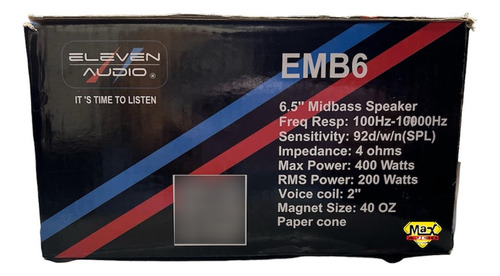 ELEVEN
AUDIO®
IT 'S TIME TO LISTEN
EMB6
6.5" Midbass Speaker
Freq Resp: 100Hz-
Sensitivity: 92d/w/n(SPL)
Impedance: 4 ohms
Max Power: 400 Watts
RMS Power: 200 Watts
Voice coil: 2"
Magnet Size: 40 OZ
Paper cone
Max